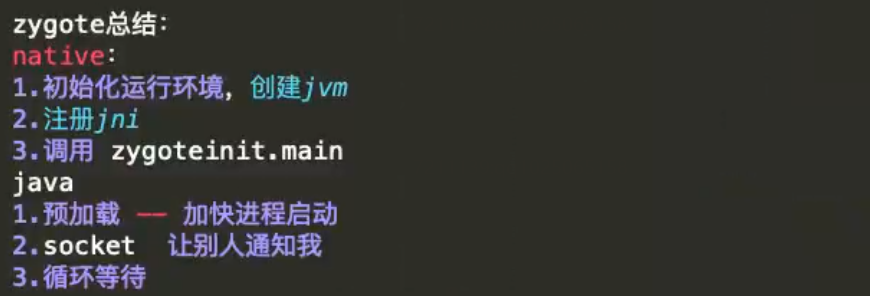 zygote总结：
native：
1.初始化运行环境，创建jvm
2.注册jni
3.调用 zygoteinit.main
java
1.预加载 —— 加快进程启动
2.socket  让别人通知我
3.循环等待